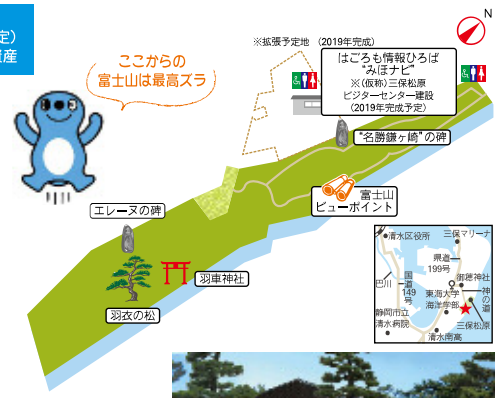 定)
産
ここからの
富士山は最高ズラ
※拡張予定地 (2019年完成)
N
はごろも情報ひろば
“みほナビ”
※(仮称)三保松原
ビジターセンター建設
(2019年完成予定)
“名勝鎌ヶ崎”の碑
富士山
ビューポイント
エレーヌの碑
羽車神社
羽衣の松
清水区役所
三保マリーナ
県道
199号
巴川
国道
149号
御穂神社
神の道
東海大学
海洋学部
三保松原
静岡市立
清水病院
清水南高